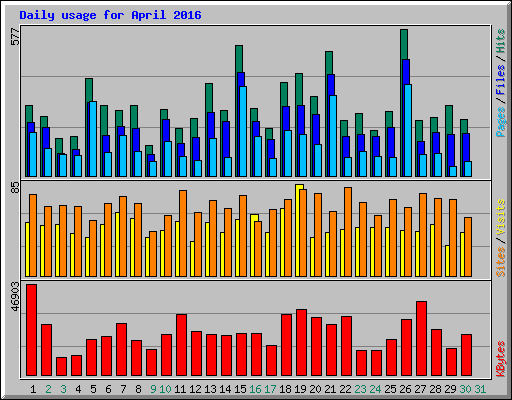 Daily usage for April 2016
577
Pages/Files/Hits
85
Sites/Visits
46903
KBytes
1 2 3 4 5 6 7 8 9 10 11 12 13 14 15 16 17 18 19 20 21 22 23 24 25 26 27 28 29 30 31